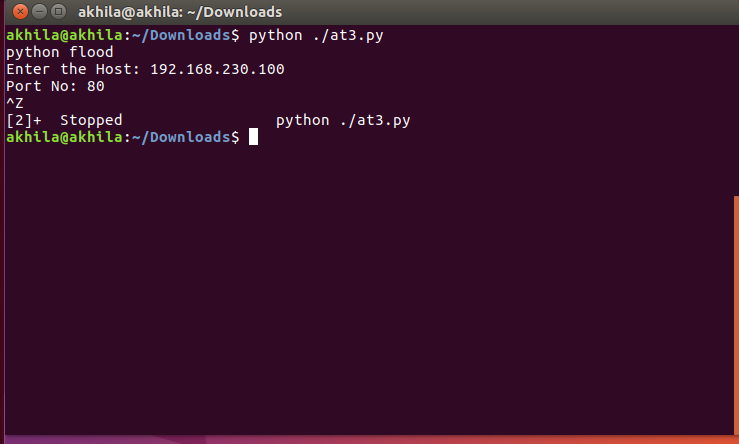 akhila@akhila: ~/Downloads
akhila@akhila:~/Downloads$ python ./at3.py
python flood
Enter the Host: 192.168.230.100
Port No: 80
^Z
[2]+  Stopped                 python ./at3.py
akhila@akhila:~/Downloads$